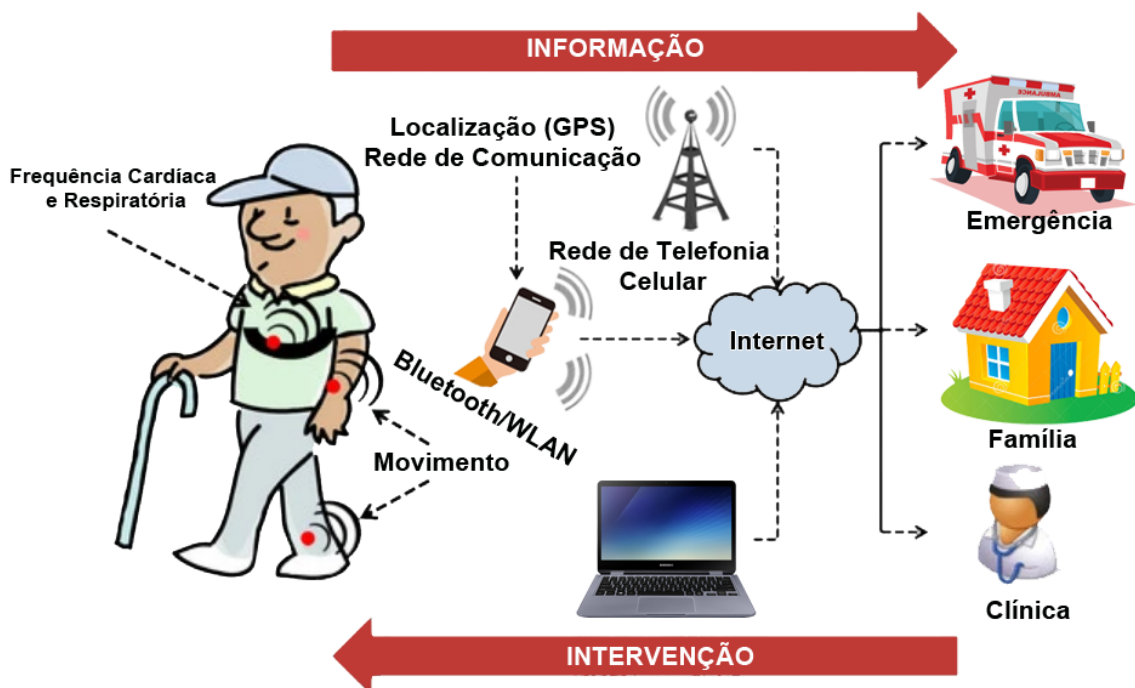 INFORMAÇÃO
Localização (GPS)
Rede de Comunicação
Frequência Cardíaca
e Respiratória
AMBULANCE
Emergência
Rede de Telefonia
Celular
Internet
Bluetooth/WLAN
Movimento
Família
Clínica
INTERVENÇÃO